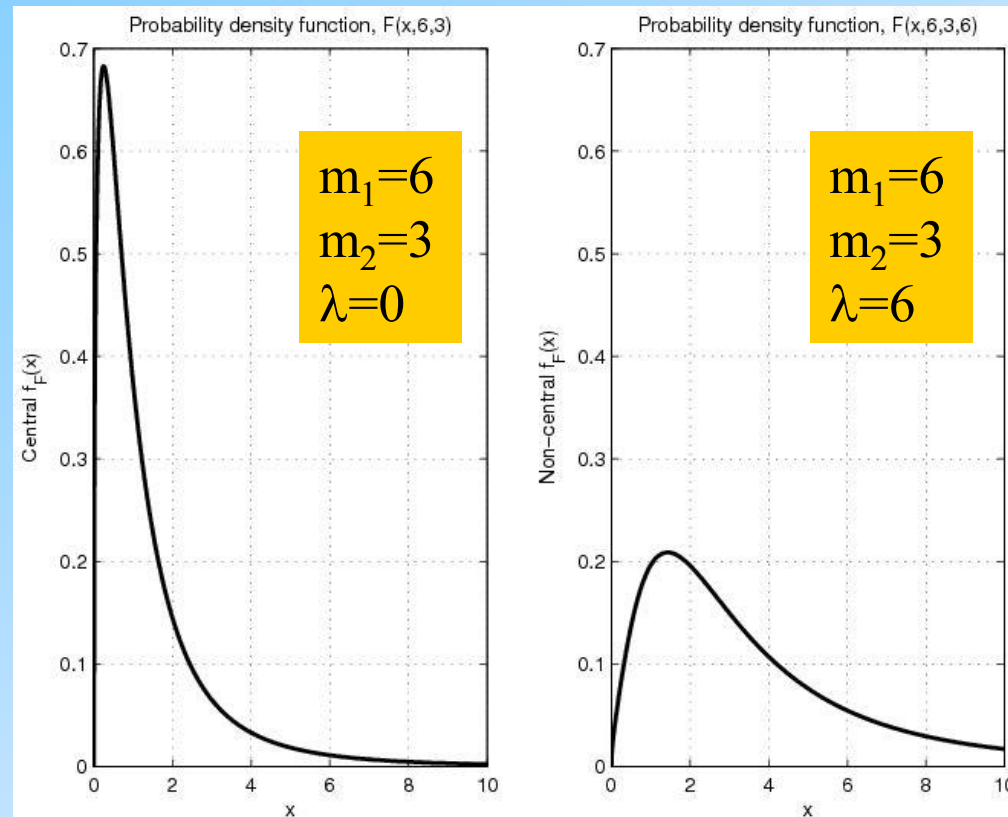 Probability density function, F(x,6,3)
0.7
0.6
0.5
0.4
0.3
0.2
0.1
0
Central f_F(x)
m₁=6
m₂=3
λ=0
0 2 4 6 8 10
x
Probability density function, F(x,6,3,6)
0.7
0.6
0.5
0.4
0.3
0.2
0.1
0
Non-central f_F(x)
m₁=6
m₂=3
λ=6
0 2 4 6 8 10
x